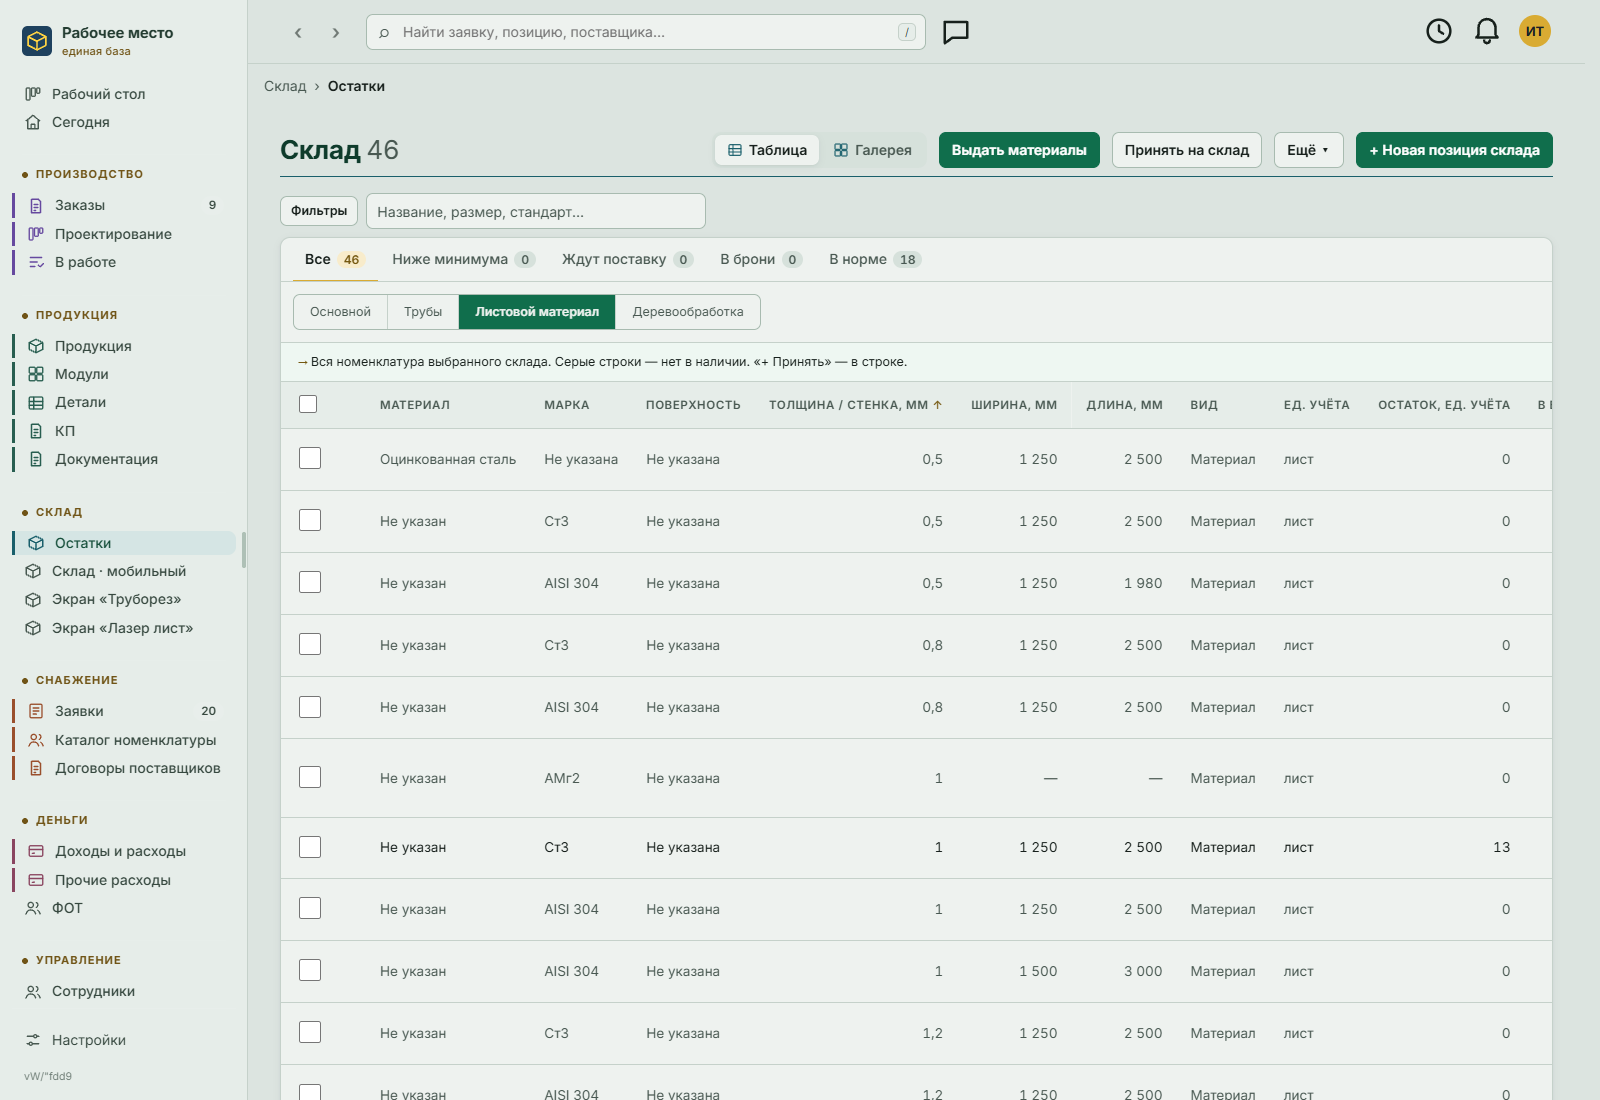 Рабочее место
единая база
Рабочий стол
Сегодня
ПРОИЗВОДСТВО
Заказы 9
Проектирование
В работе
ПРОДУКЦИЯ
Продукция
Модули
Детали
КП
Документация
СКЛАД
Остатки
Склад · мобильный
Экран «Труборез»
Экран «Лазер лист»
СНАБЖЕНИЕ
Заявки 20
Каталог номенклатуры
Договоры поставщиков
ДЕНЬГИ
Доходы и расходы
Прочие расходы
ФОТ
УПРАВЛЕНИЕ
Сотрудники
Настройки
vW/"fdd9
‹ › Найти заявку, позицию, поставщика... / ИТ
Склад › Остатки
Склад 46 Таблица Галерея Выдать материалы Принять на склад Ещё ▾ + Новая позиция склада
Фильтры Название, размер, стандарт...
Все 46 Ниже минимума 0 Ждут поставку 0 В брони 0 В норме 18
Основной Трубы Листовой материал Деревообработка
→ Вся номенклатура выбранного склада. Серые строки — нет в наличии. «+ Принять» — в строке.
МАТЕРИАЛ МАРКА ПОВЕРХНОСТЬ ТОЛЩИНА / СТЕНКА, ММ ↑ ШИРИНА, ММ ДЛИНА, ММ ВИД ЕД. УЧЁТА ОСТАТОК, ЕД. УЧЁТА В
Оцинкованная сталь Не указана Не указана 0,5 1 250 2 500 Материал лист 0
Не указан Ст3 Не указана 0,5 1 250 2 500 Материал лист 0
Не указан AISI 304 Не указана 0,5 1 250 1 980 Материал лист 0
Не указан Ст3 Не указана 0,8 1 250 2 500 Материал лист 0
Не указан AISI 304 Не указана 0,8 1 250 2 500 Материал лист 0
Не указан АМг2 Не указана 1 — — Материал лист 0
Не указан Ст3 Не указана 1 1 250 2 500 Материал лист 13
Не указан AISI 304 Не указана 1 1 250 2 500 Материал лист 0
Не указан AISI 304 Не указана 1 1 500 3 000 Материал лист 0
Не указан Ст3 Не указана 1,2 1 250 2 500 Материал лист 0
Не указан AISI 304 Не указана 1,2 1 250 2 500 Материал лист 0